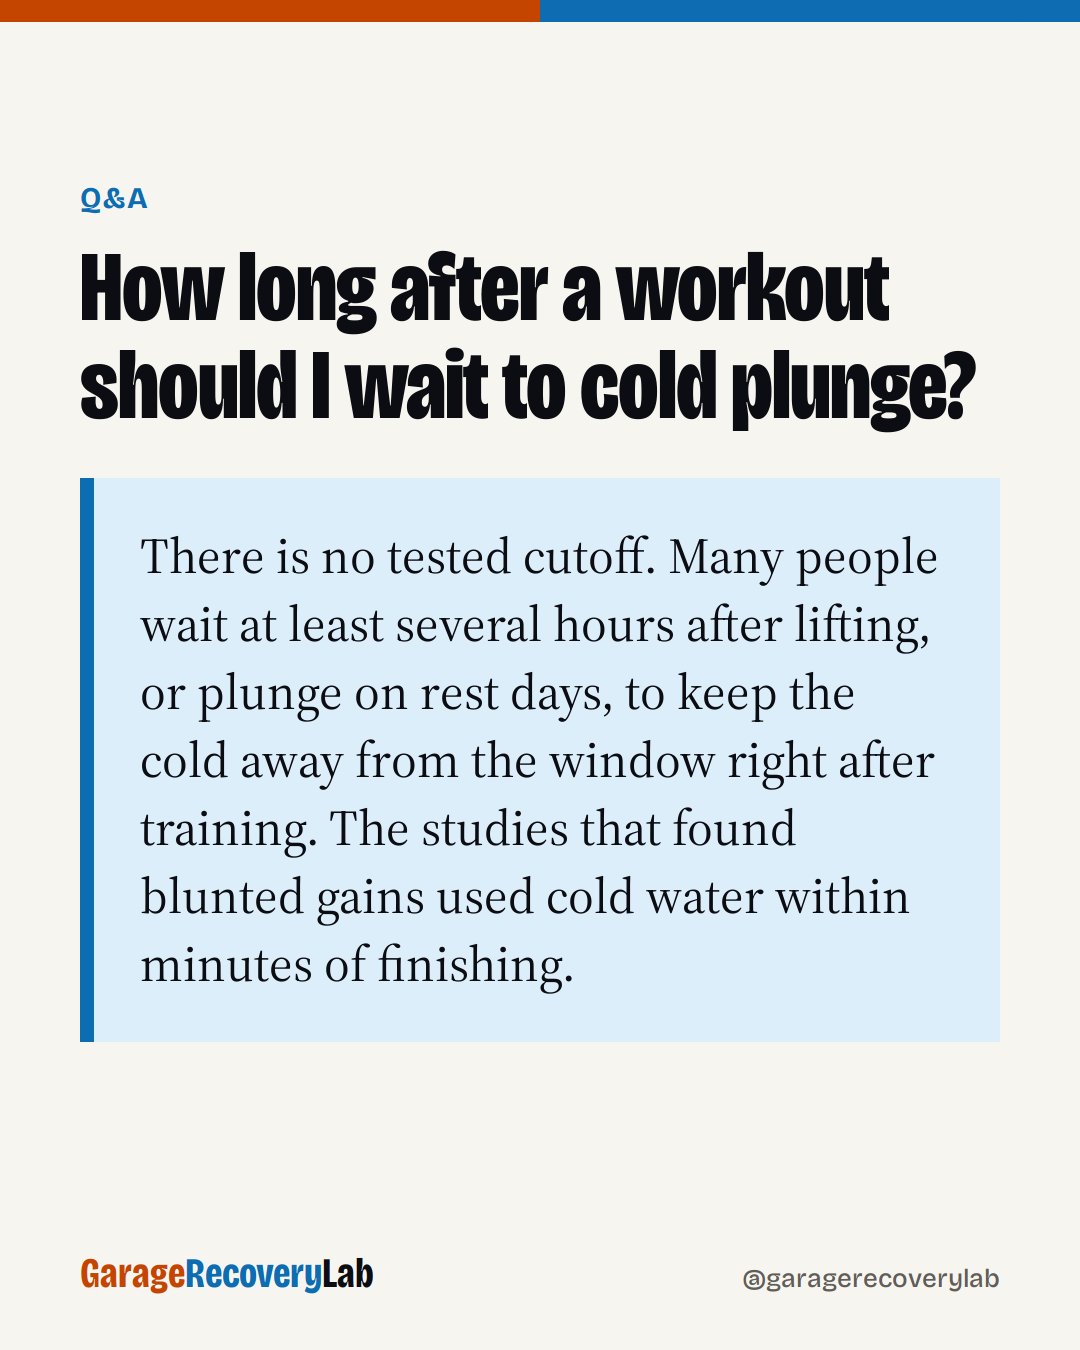 Q&A
How long after a workout
should I wait to cold plunge?
There is no tested cutoff. Many people
wait at least several hours after lifting,
or plunge on rest days, to keep the
cold away from the window right after
training. The studies that found
blunted gains used cold water within
minutes of finishing.
GarageRecoveryLab
@garagerecoverylab